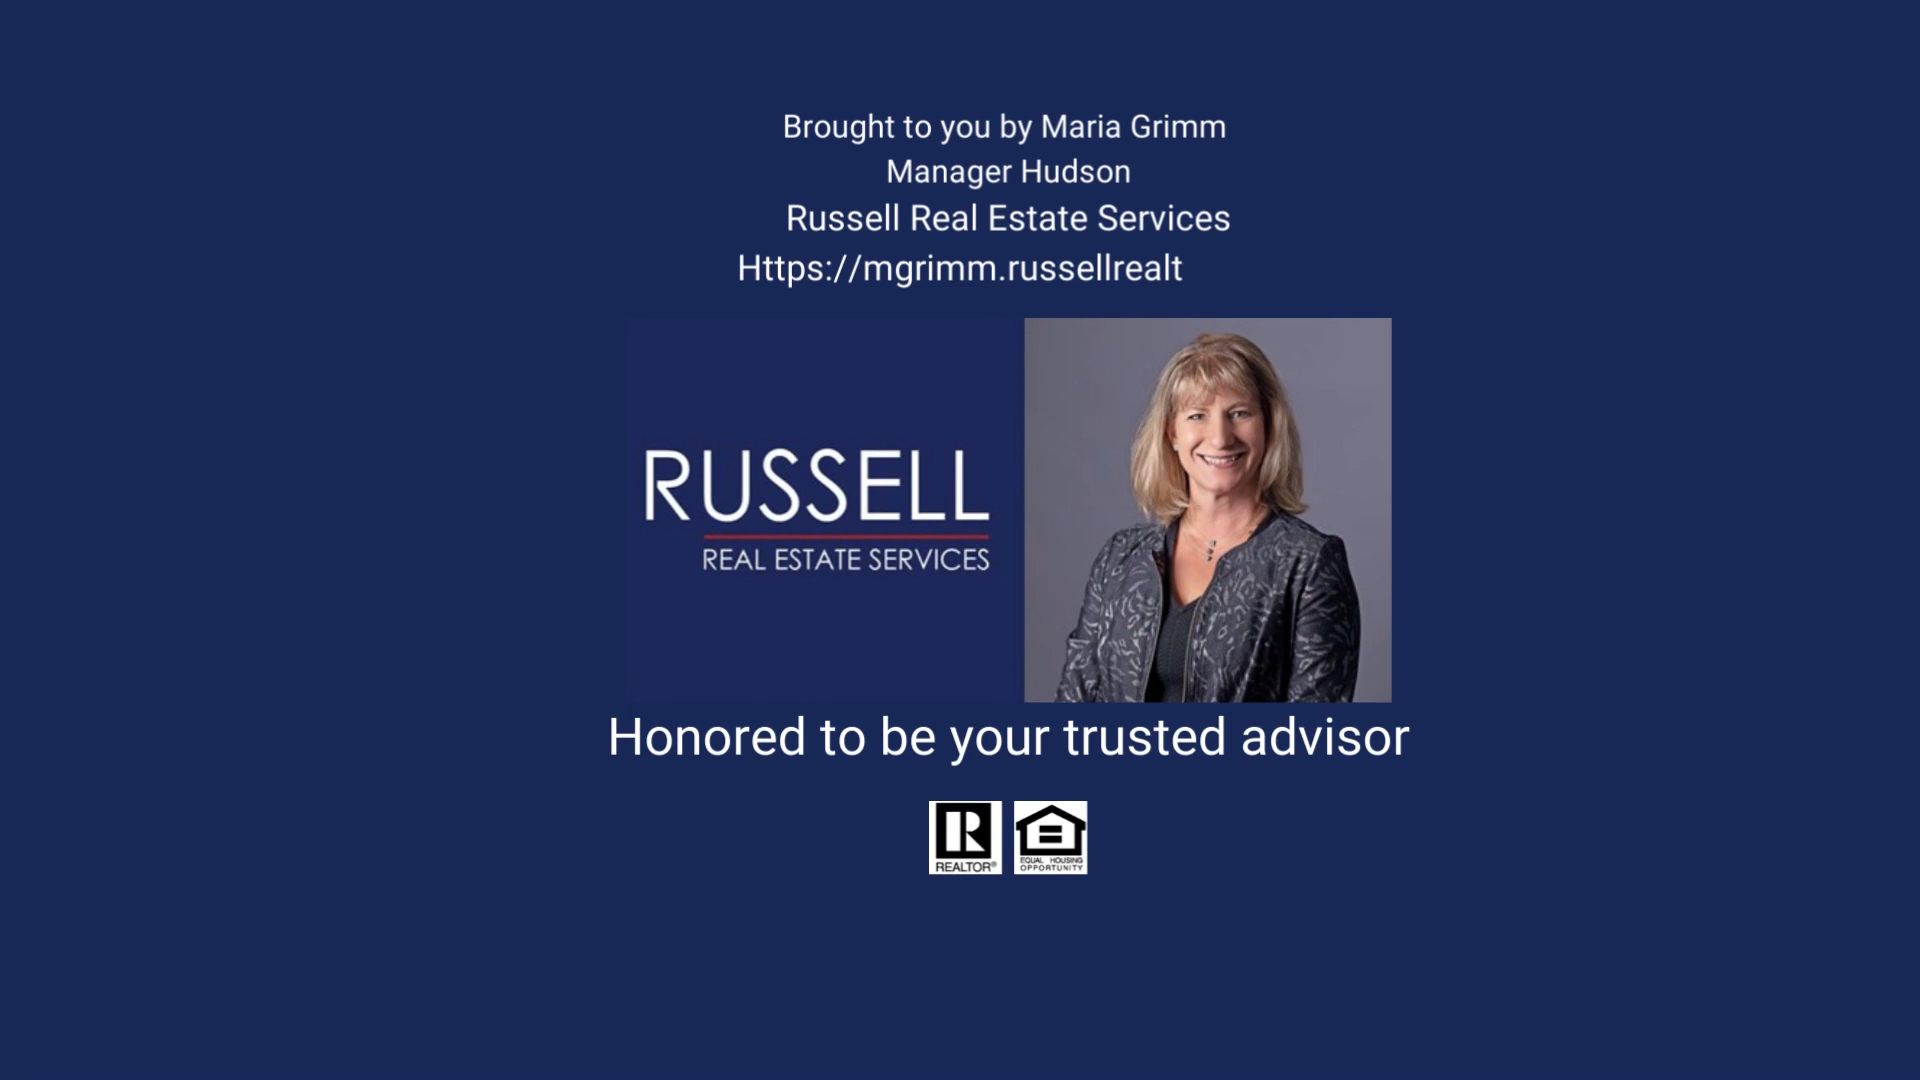 Brought to you by Maria Grimm
Manager Hudson
Russell Real Estate Services
Https://mgrimm.russellrealt
RUSSELL
REAL ESTATE SERVICES
Honored to be your trusted advisor
R
REALTOR®
EQUAL HOUSING
OPPORTUNITY